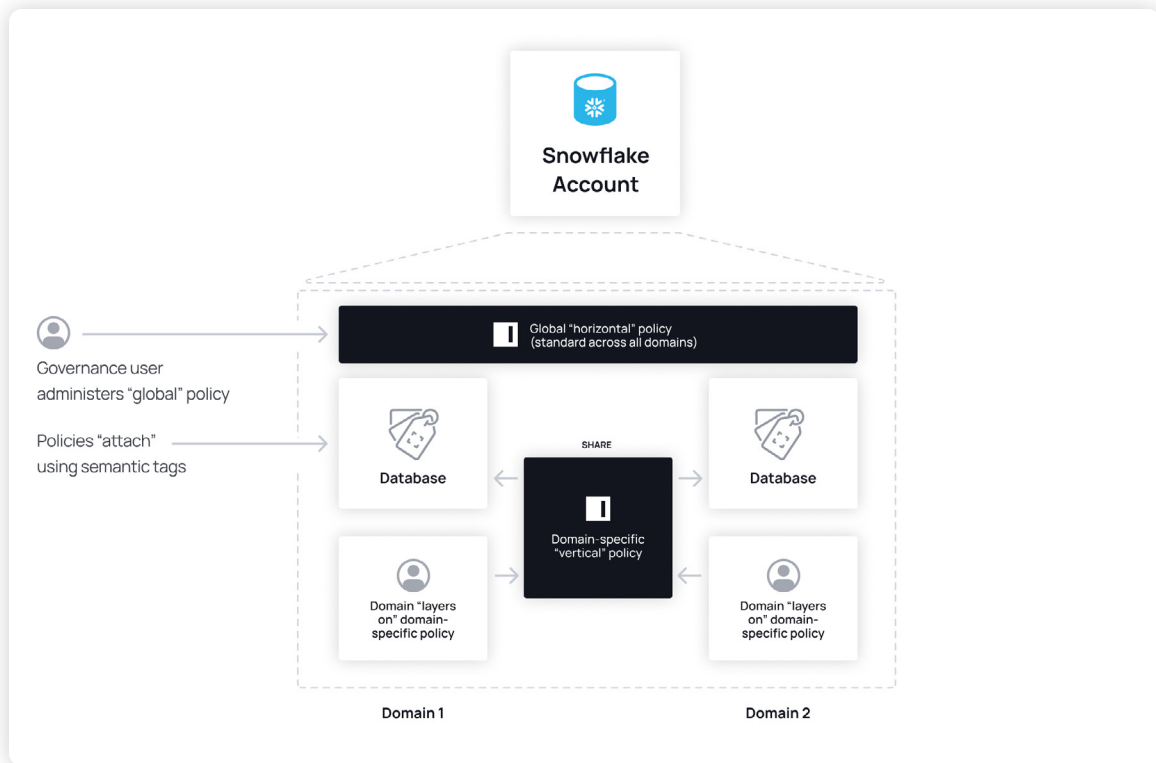 Snowflake
Account
Global “horizontal” policy
(standard across all domains)
Governance user
administers “global” policy
Policies “attach”
using semantic tags
Database
SHARE
Database
Domain-specific
“vertical” policy
Domain “layers
on” domain-
specific policy
Domain “layers
on” domain-
specific policy
Domain 1
Domain 2